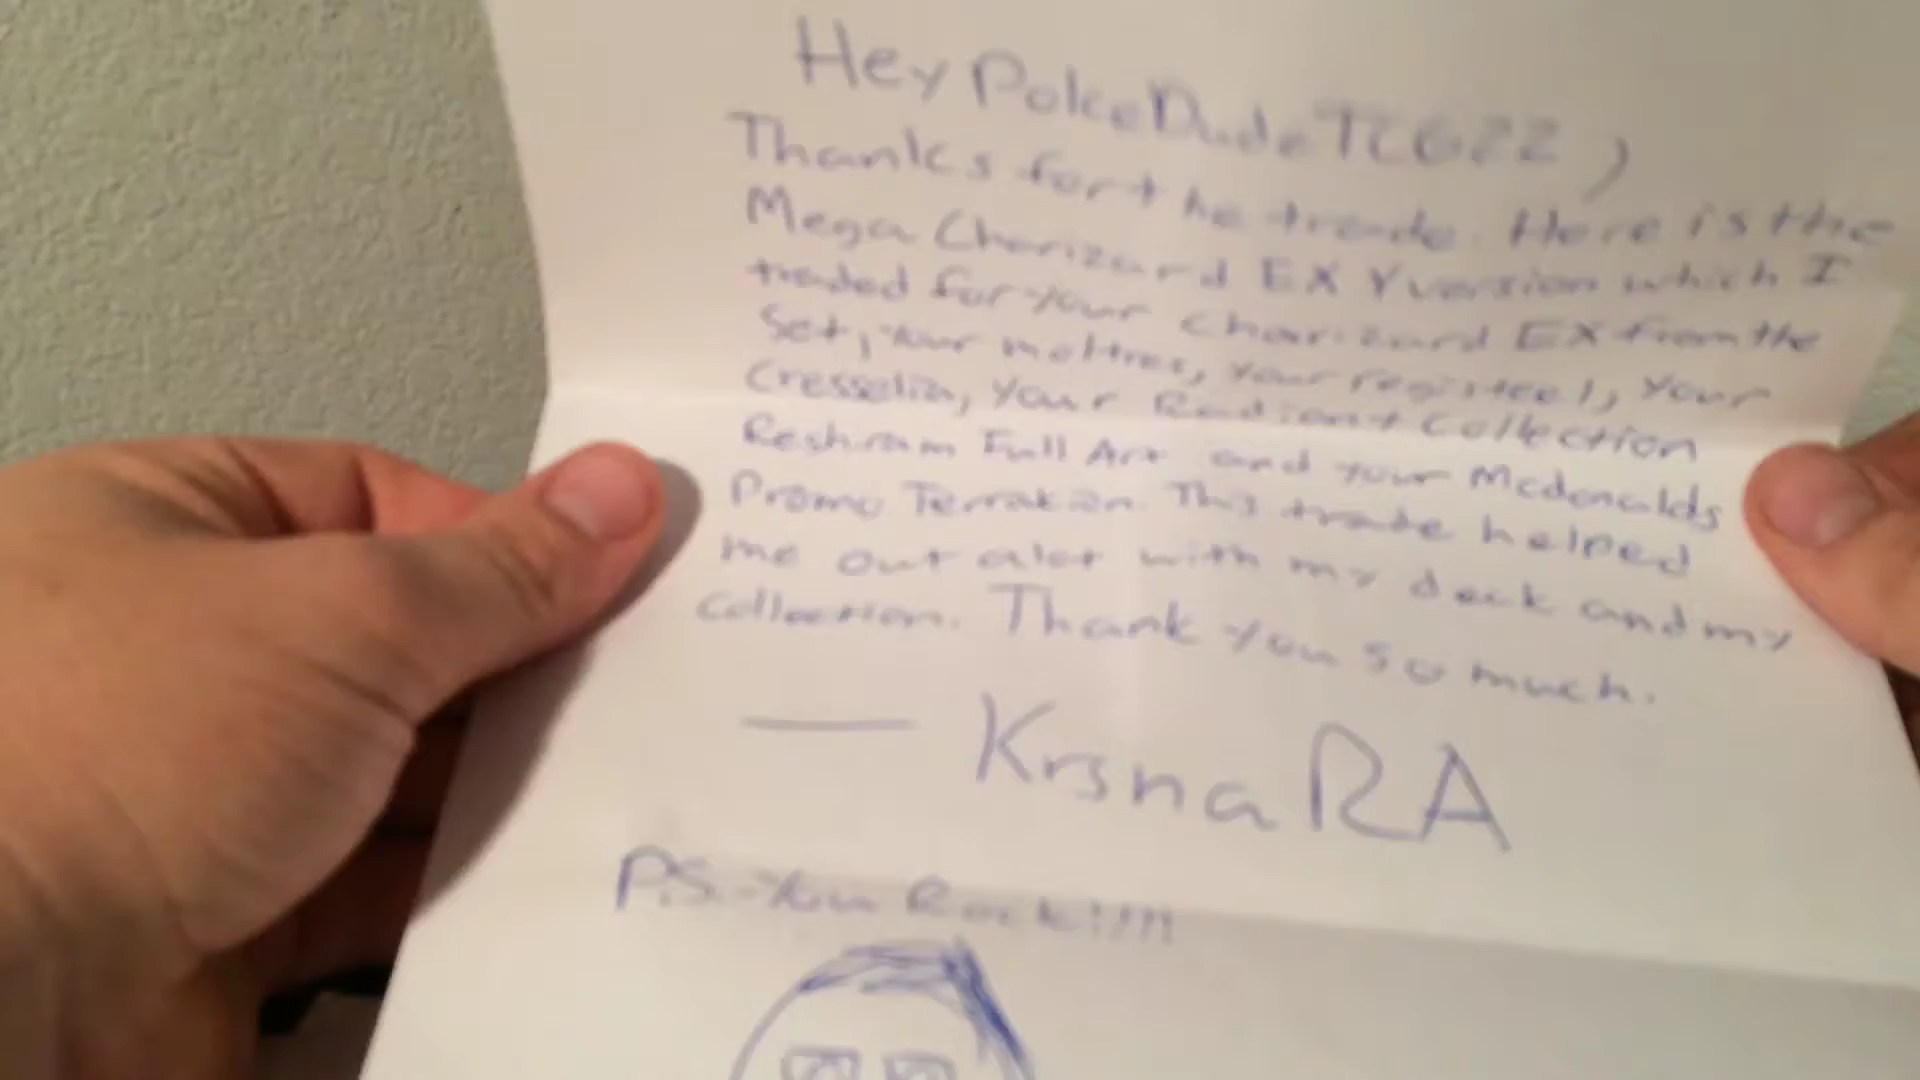 Hey PokeDudeTCG22,
Thanks for the trade. Here is the
Mega Charizard EX Y version which I
traded for your Charizard EX from the
Set, your moltres, your registeel, your
Cresselia, your Radiant Collection
Reshiram Full Art and your Mcdonalds
Promo Terrakion. This trade helped
me out alot with my deck and my
Collection. Thank you so much.
— Krsna RA
P.S. - You Rock!!!!